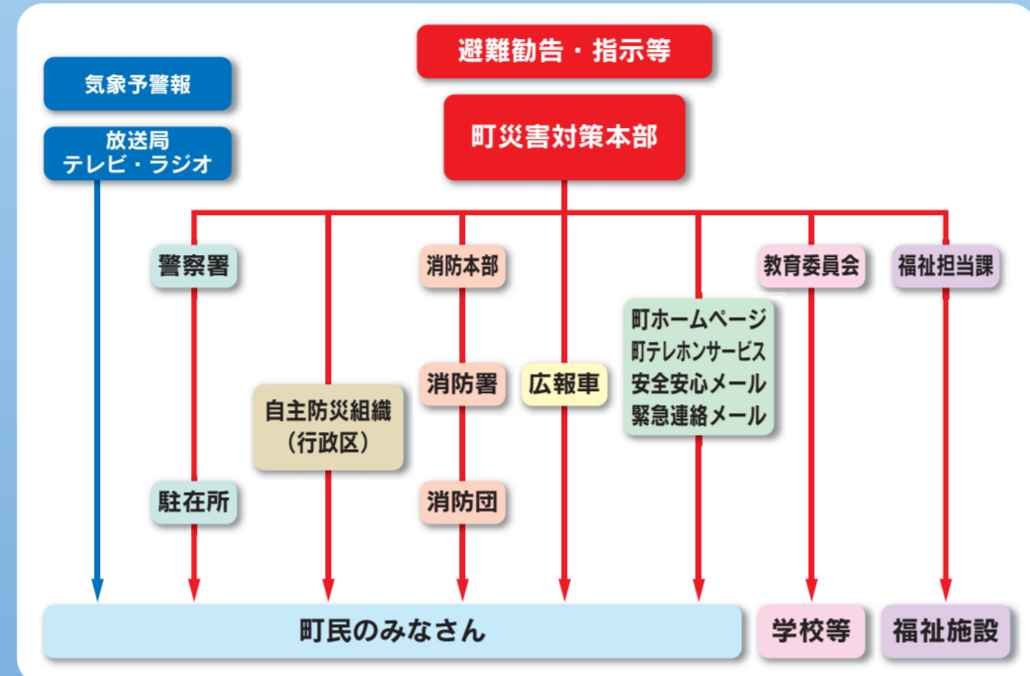 避難勧告・指示等
気象予警報
町災害対策本部
放送局
テレビ・ラジオ
警察署
消防本部
教育委員会
福祉担当課
町ホームページ
町テレホンサービス
安全安心メール
緊急連絡メール
消防署
広報車
自主防災組織
（行政区）
駐在所
消防団
町民のみなさん
学校等
福祉施設